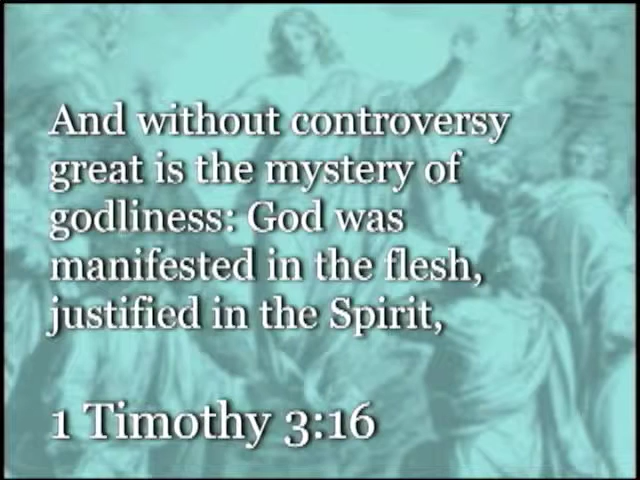 And without controversy
great is the mystery of
godliness: God was
manifested in the flesh,
justified in the Spirit,
1 Timothy 3:16